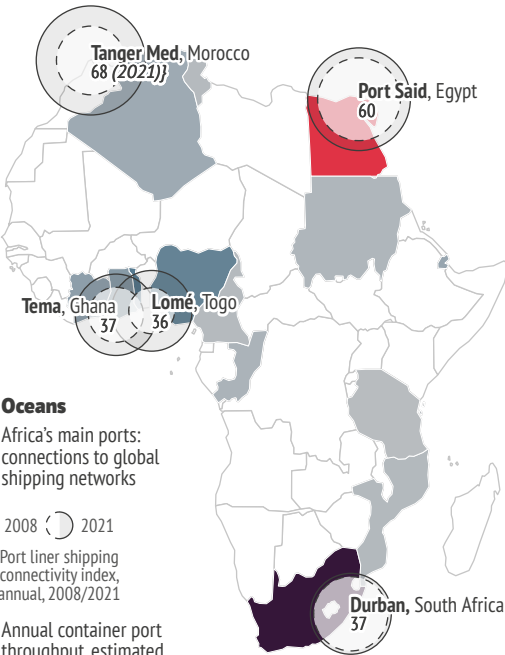 Tanger Med, Morocco
68 (2021)}
Port Said, Egypt
60
Tema, Ghana
37
Lomé, Togo
36
Oceans
Africa's main ports:
connections to global
shipping networks
2008 2021
Port liner shipping
connectivity index,
annual, 2008/2021
Durban, South Africa
37
Annual container port
throughput, estimated